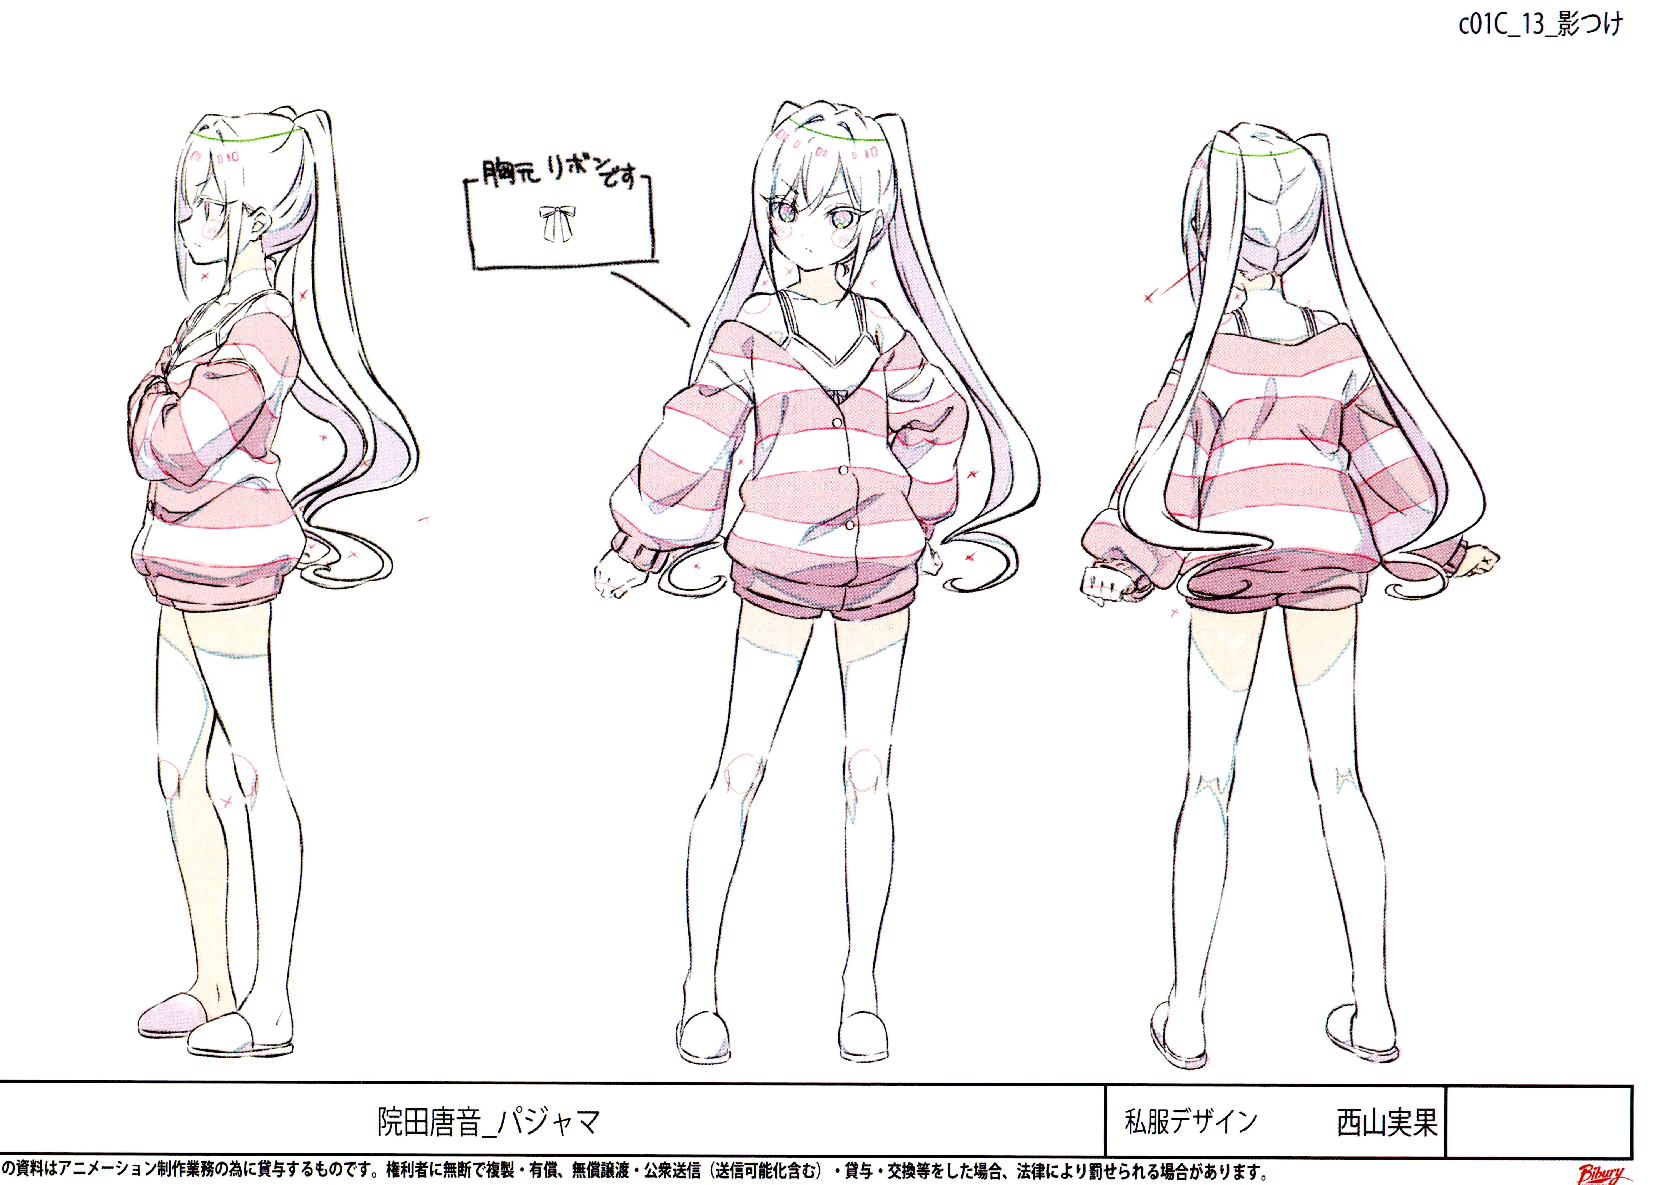 c01C_13_影つけ
胸元 リボンです
院田唐音_パジャマ
私服デザイン
西山実果
の資料はアニメーション制作業務の為に貸与するものです。権利者に無断で複製・有償、無償譲渡・公衆送信（送信可能化含む）・貸与・交換等をした場合、法律により罰せられる場合があります。
Bibury